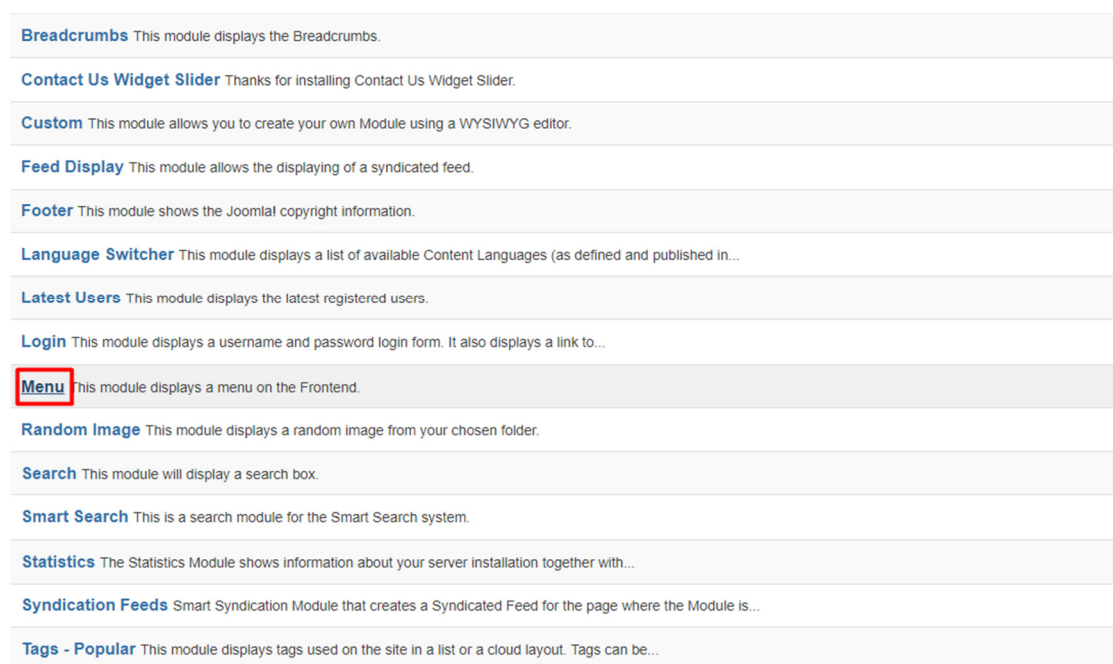 Breadcrumbs This module displays the Breadcrumbs.
Contact Us Widget Slider Thanks for installing Contact Us Widget Slider.
Custom This module allows you to create your own Module using a WYSIWYG editor.
Feed Display This module allows the displaying of a syndicated feed.
Footer This module shows the Joomla! copyright information.
Language Switcher This module displays a list of available Content Languages (as defined and published in...
Latest Users This module displays the latest registered users.
Login This module displays a username and password login form. It also displays a link to...
Menu This module displays a menu on the Frontend.
Random Image This module displays a random image from your chosen folder.
Search This module will display a search box.
Smart Search This is a search module for the Smart Search system.
Statistics The Statistics Module shows information about your server installation together with...
Syndication Feeds Smart Syndication Module that creates a Syndicated Feed for the page where the Module is...
Tags - Popular This module displays tags used on the site in a list or a cloud layout. Tags can be...